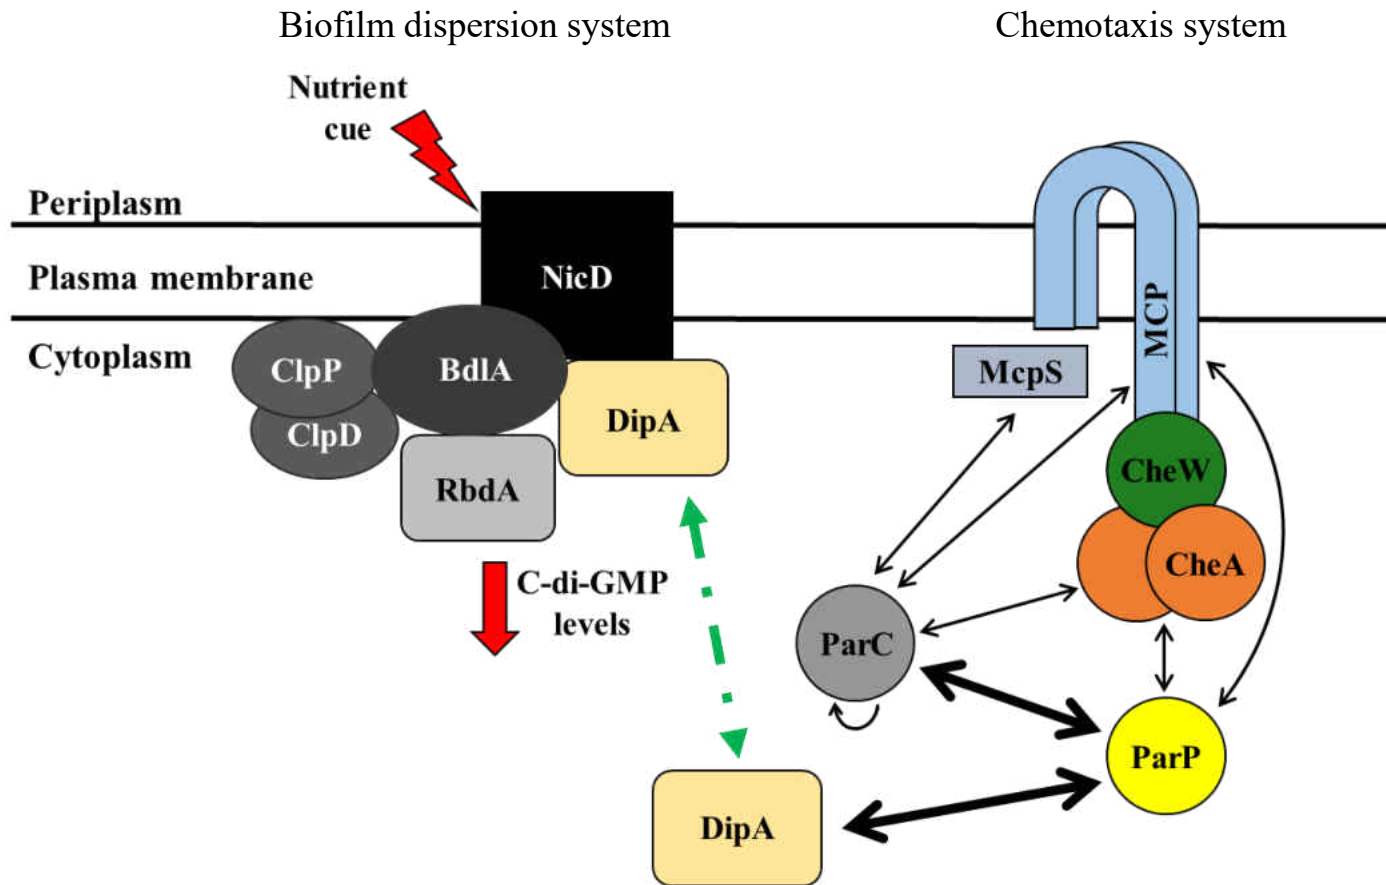 Biofilm dispersion system
Chemotaxis system
Nutrient
cue
Periplasm
Plasma membrane
Cytoplasm
NicD
MCP
ClpP
BdlA
ClpD
DipA
RbdA
McpS
CheW
CheA
C-di-GMP
levels
ParC
ParP
DipA